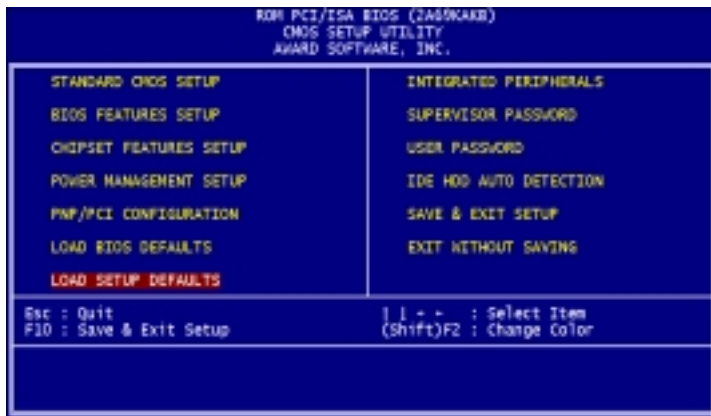 ROM PCI/ISA BIOS (2A69KAKB)
CMOS SETUP UTILITY
AWARD SOFTWARE, INC.
STANDARD CMOS SETUP
BIOS FEATURES SETUP
CHIPSET FEATURES SETUP
POWER MANAGEMENT SETUP
PNP/PCI CONFIGURATION
LOAD BIOS DEFAULTS
LOAD SETUP DEFAULTS
INTEGRATED PERIPHERALS
SUPERVISOR PASSWORD
USER PASSWORD
IDE HDD AUTO DETECTION
SAVE & EXIT SETUP
EXIT WITHOUT SAVING
Esc : Quit
F10 : Save & Exit Setup
: Select Item
(Shift)F2 : Change Color